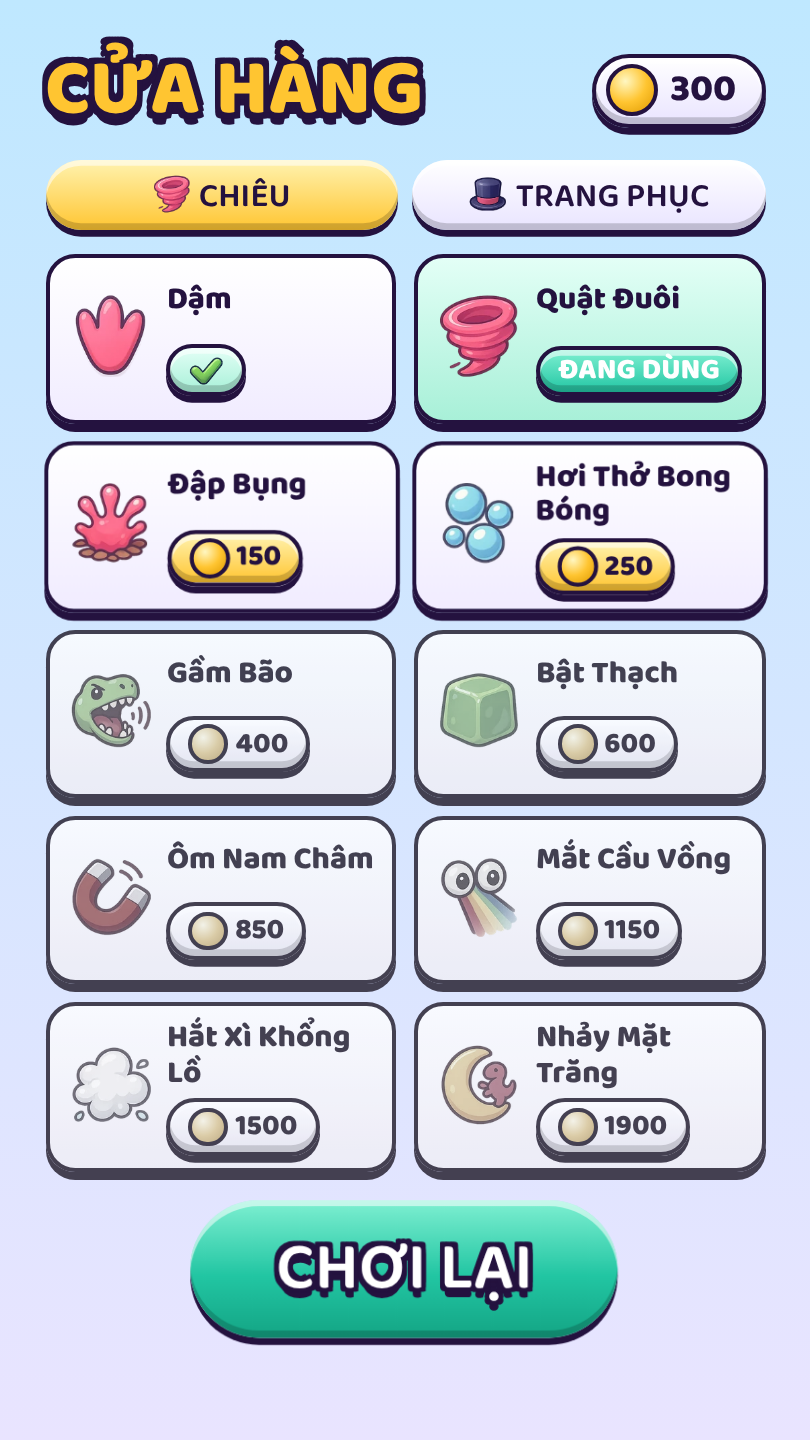 CỬA HÀNG
300
CHIÊU
TRANG PHỤC
Dậm
Quật Đuôi
ĐANG DÙNG
Đập Bụng
150
Hơi Thở Bong
Bóng
250
Gầm Bão
400
Bật Thạch
600
Ôm Nam Châm
850
Mắt Cầu Vồng
1150
Hắt Xì Khổng
Lồ
1500
Nhảy Mặt
Trăng
1900
CHƠI LẠI